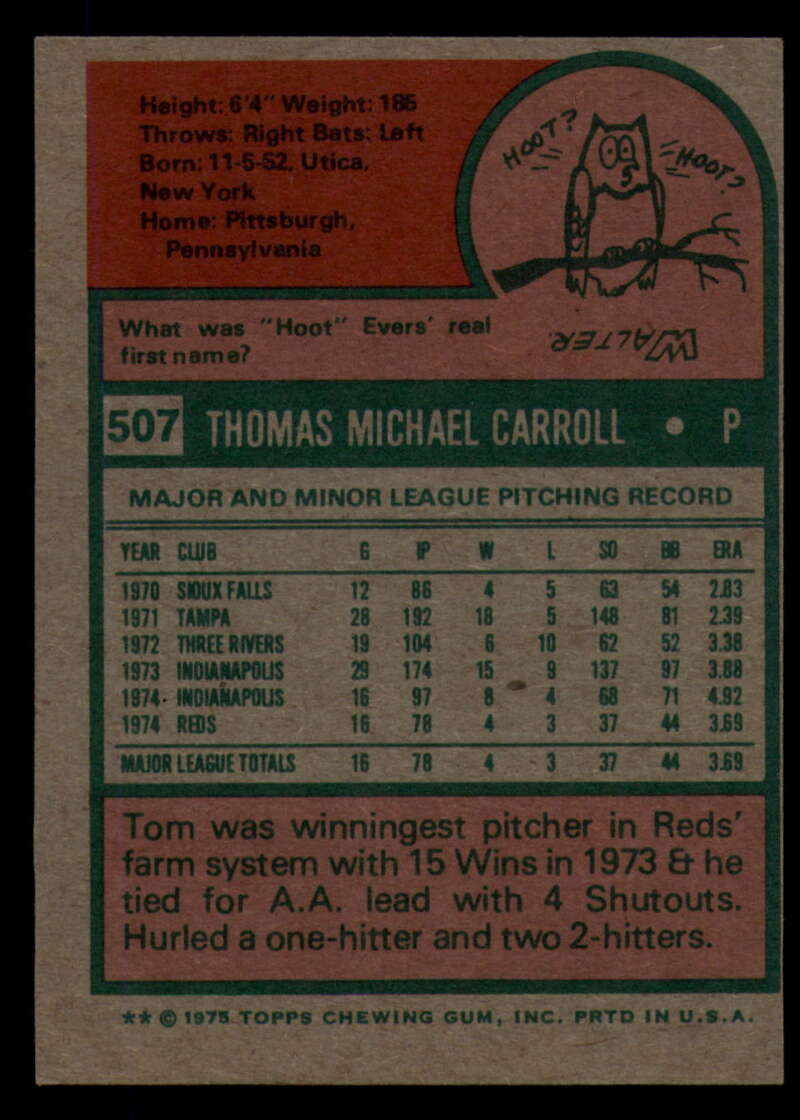 Height: 6'4" Weight: 185
Throws: Right Bats: Left
Born: 11-5-52, Utica,
New York
Home: Pittsburgh,
Pennsylvania
HOOT?
HOOT?
What was "Hoot" Evers' real
first name?
WALTER.
507 THOMAS MICHAEL CARROLL • P
MAJOR AND MINOR LEAGUE PITCHING RECORD
YEAR CLUB G IP W L SO BB ERA
1970 SIOUX FALLS 12 86 4 5 63 54 2.83
1971 TAMPA 28 192 18 5 148 81 2.39
1972 THREE RIVERS 19 104 6 10 62 52 3.38
1973 INDIANAPOLIS 29 174 15 9 137 97 3.88
1974 INDIANAPOLIS 16 97 8 4 68 71 4.92
1974 REDS 16 78 4 3 37 44 3.69
MAJOR LEAGUE TOTALS 16 78 4 3 37 44 3.69
Tom was winningest pitcher in Reds'
farm system with 15 Wins in 1973 & he
tied for A.A. lead with 4 Shutouts.
Hurled a one-hitter and two 2-hitters.
** © 1975 TOPPS CHEWING GUM, INC. PRTD IN U.S.A.